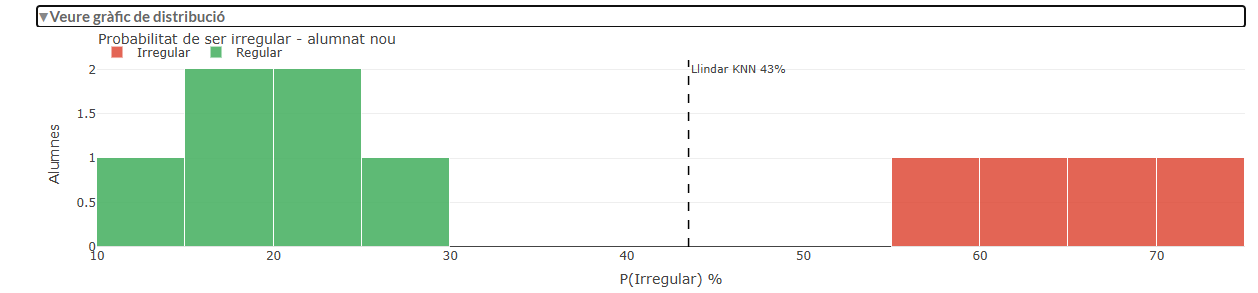 ▼Veure gràfic de distribució
Probabilitat de ser irregular - alumnat nou
Irregular Regular
Llindar KNN 43%
2
1.5
1
0.5
0
Alumnes
10 20 30 40 50 60 70
P(Irregular) %